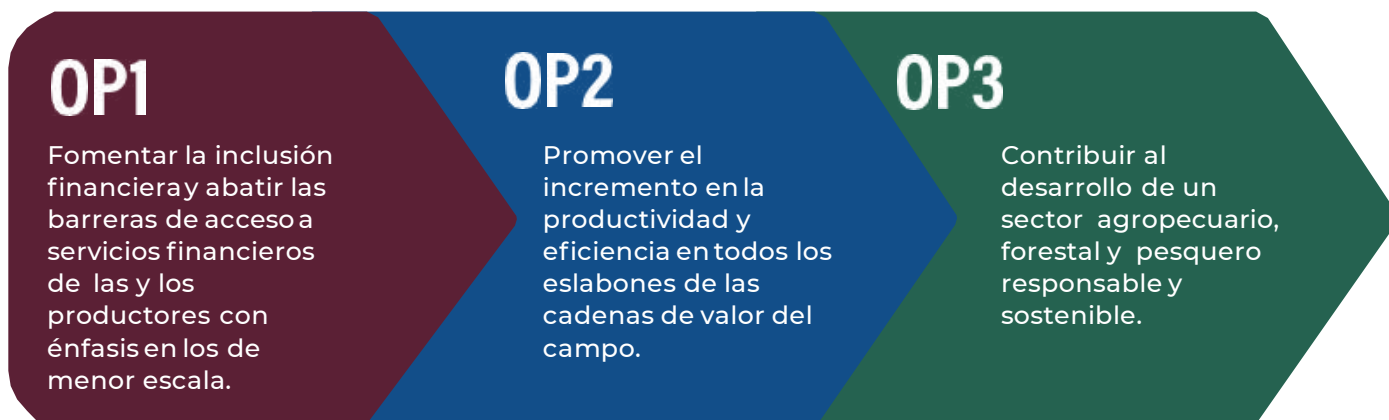 OP1
Fomentar la inclusión
financiera y abatir las
barreras de acceso a
servicios financieros
de las y los
productores con
énfasis en los de
menor escala.
OP2
Promover el
incremento en la
productividad y
eficiencia en todos los
eslabones de las
cadenas de valor del
campo.
OP3
Contribuir al
desarrollo de un
sector agropecuario,
forestal y pesquero
responsable y
sostenible.